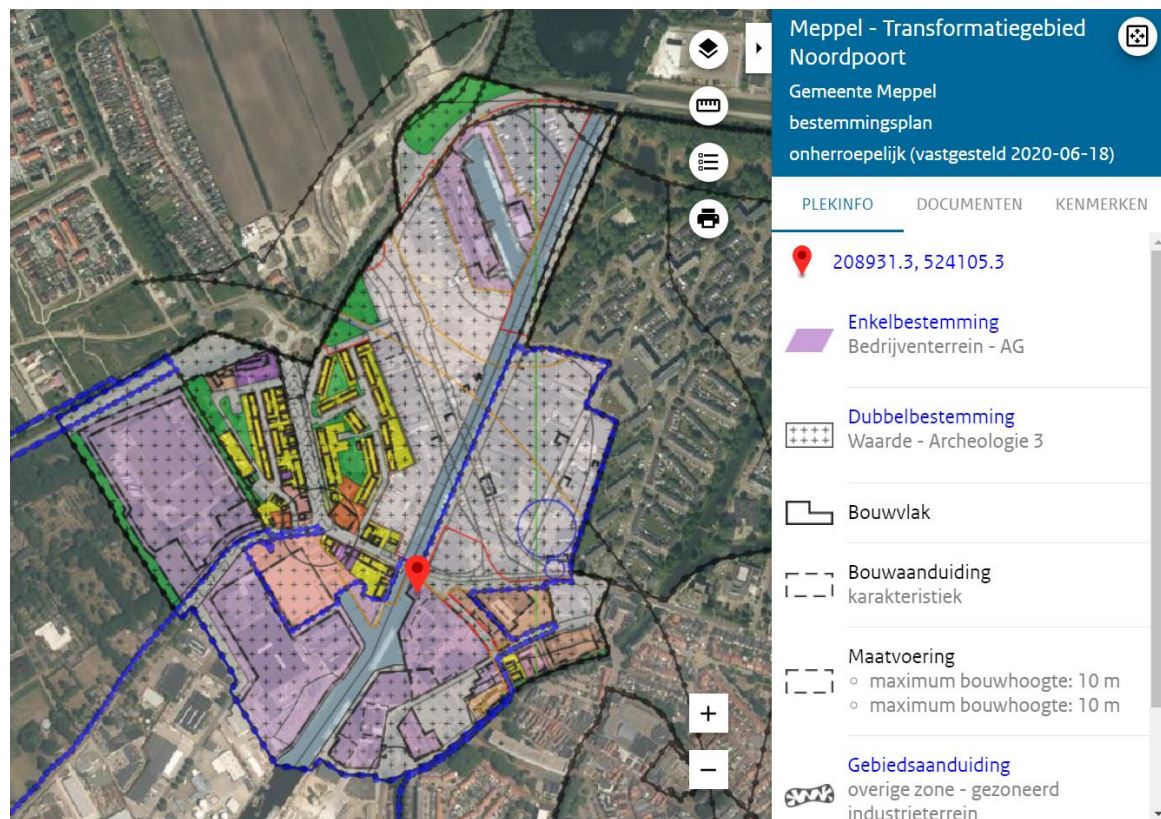 Meppel - Transformatiegebied
Noordpoort
Gemeente Meppel
bestemmingsplan
onherroepelijk (vastgesteld 2020-06-18)
PLEKINFO DOCUMENTEN KENMERKEN
208931.3, 524105.3
Enkelbestemming
Bedrijventerrein - AG
Dubbelbestemming
Waarde - Archeologie 3
Bouwvlak
Bouwaanduiding
karakteristiek
Maatvoering
maximum bouwhoogte: 10 m
maximum bouwhoogte: 10 m
Gebiedsaanduiding
overige zone - gezoneerd
industrieterrein